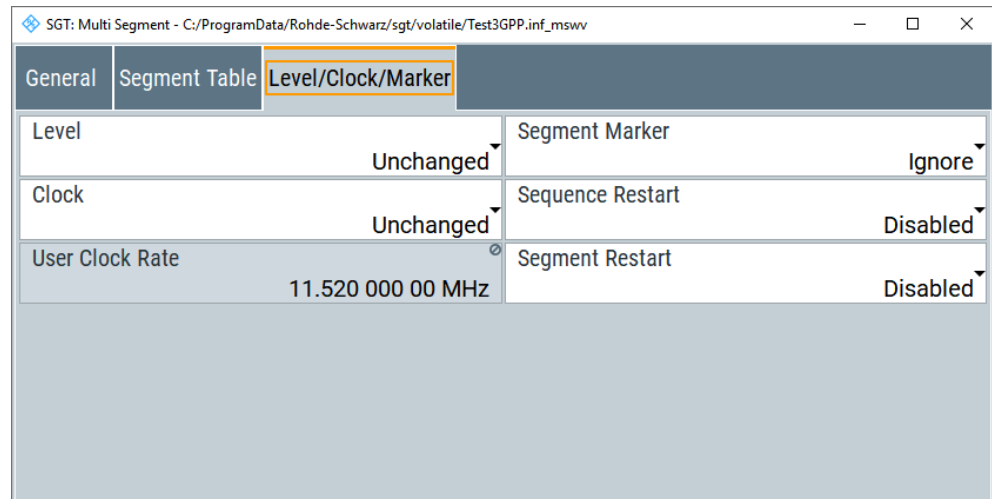 SGT: Multi Segment - C:/ProgramData/Rohde-Schwarz/sgt/volatile/Test3GPP.inf_mswv
General Segment Table Level/Clock/Marker
Level
Unchanged
Segment Marker
Ignore
Clock
Unchanged
Sequence Restart
Disabled
User Clock Rate
11.520 000 00 MHz
Segment Restart
Disabled